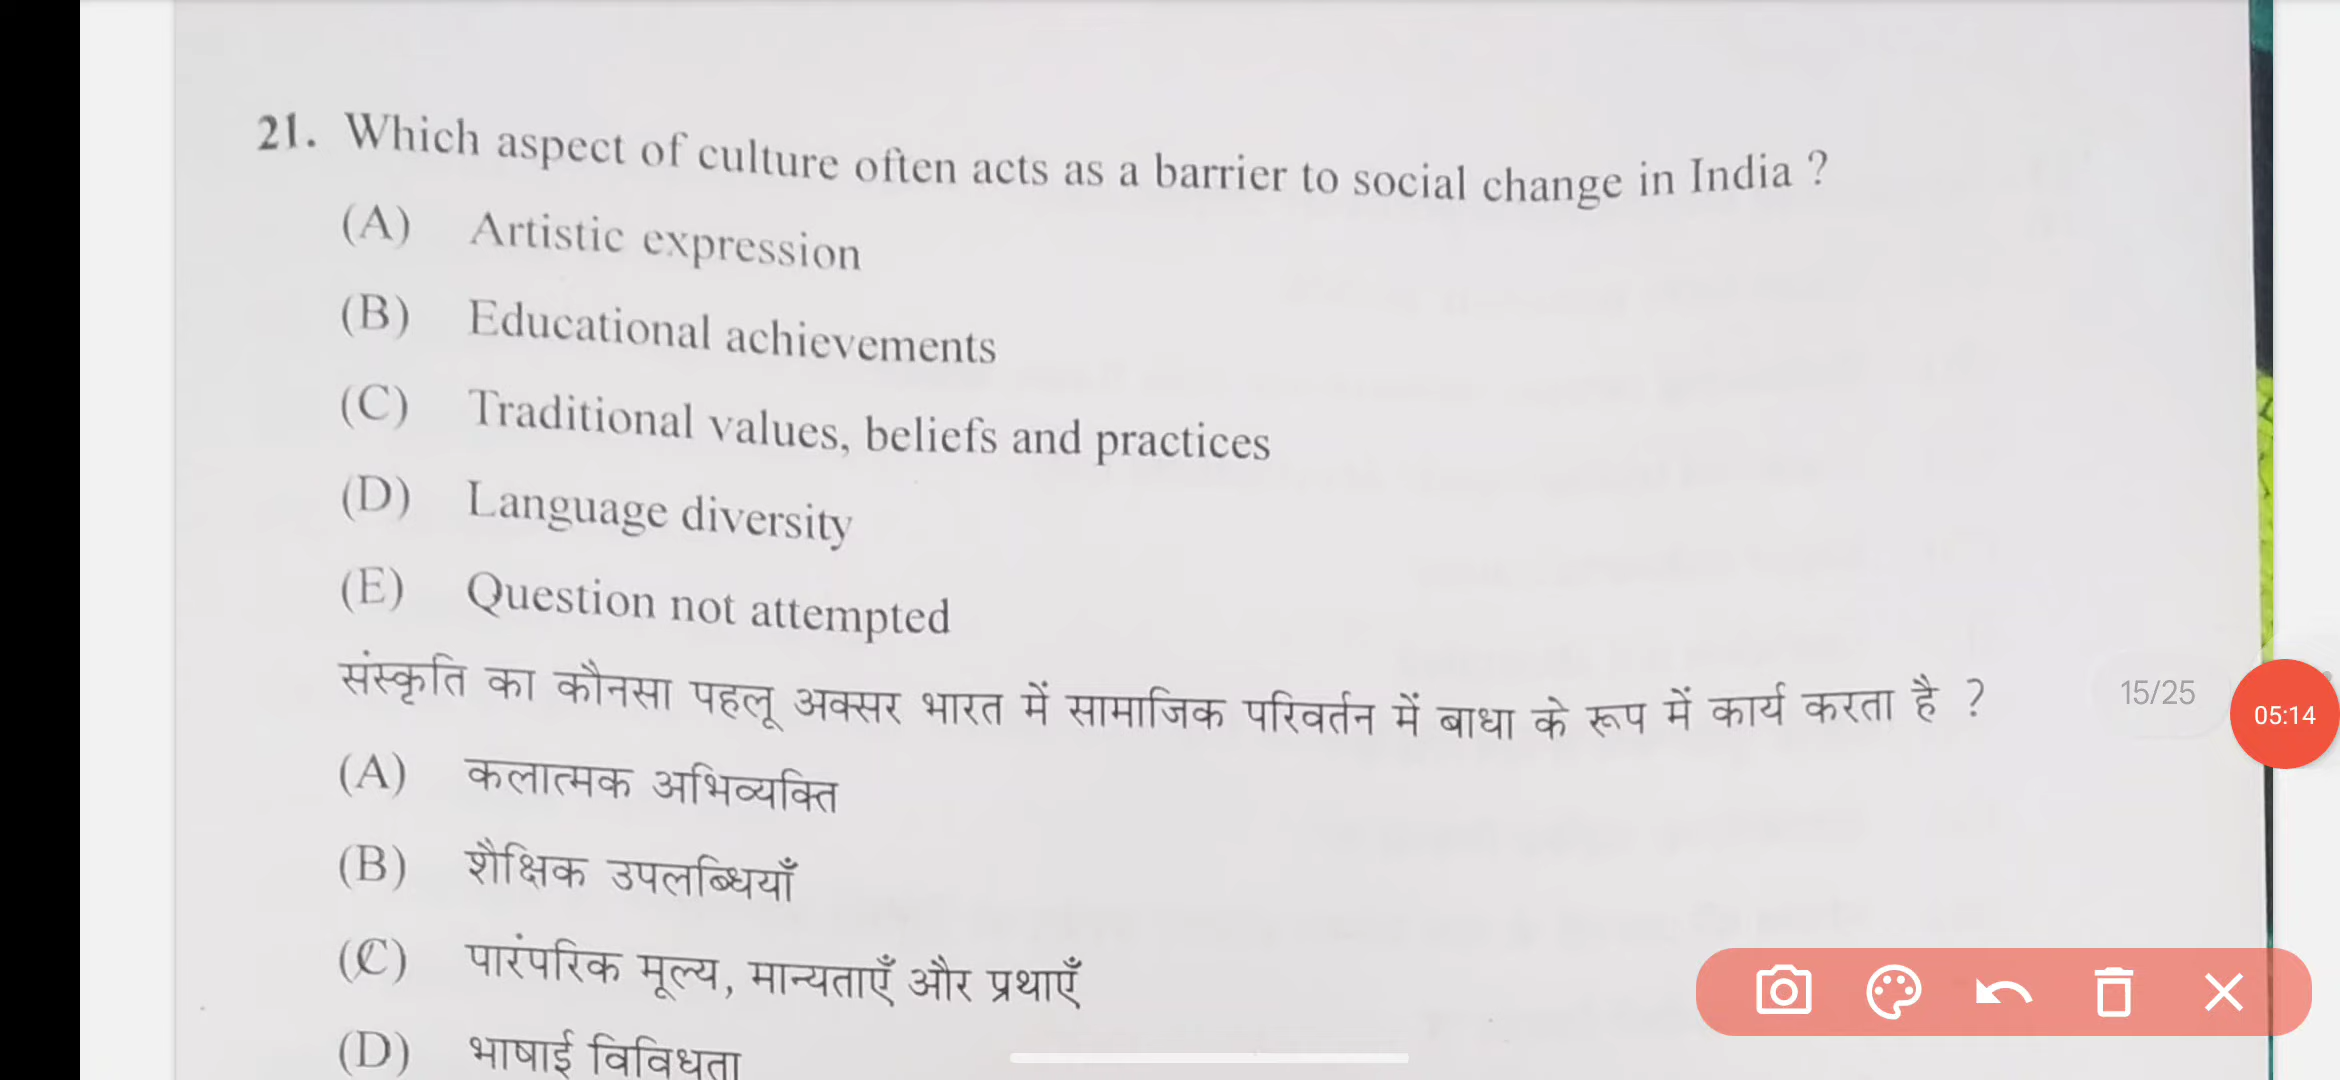 21. Which aspect of culture often acts as a barrier to social change in India ?
(A) Artistic expression
(B) Educational achievements
(C) Traditional values, beliefs and practices
(D) Language diversity
(E) Question not attempted
संस्कृति का कौनसा पहलू अक्सर भारत में सामाजिक परिवर्तन में बाधा के रूप में कार्य करता है ?
15/25
05:14
(A) कलात्मक अभिव्यक्ति
(B) शैक्षिक उपलब्धियाँ
(C) पारंपरिक मूल्य, मान्यताएँ और प्रथाएँ
(D) भाषाई विविधता